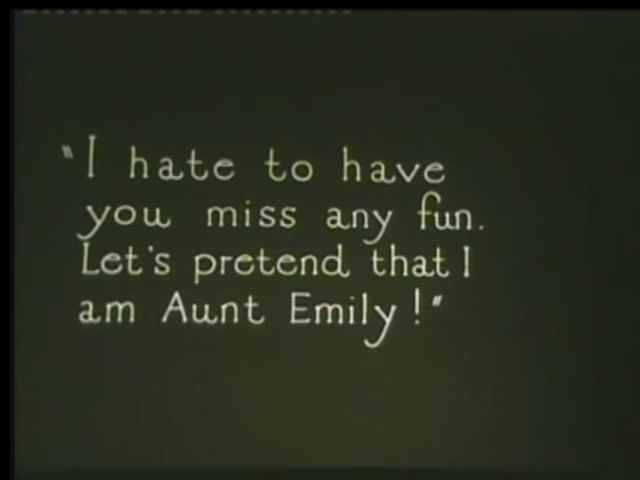 "I hate to have
you miss any fun.
Let's pretend that I
am Aunt Emily!"